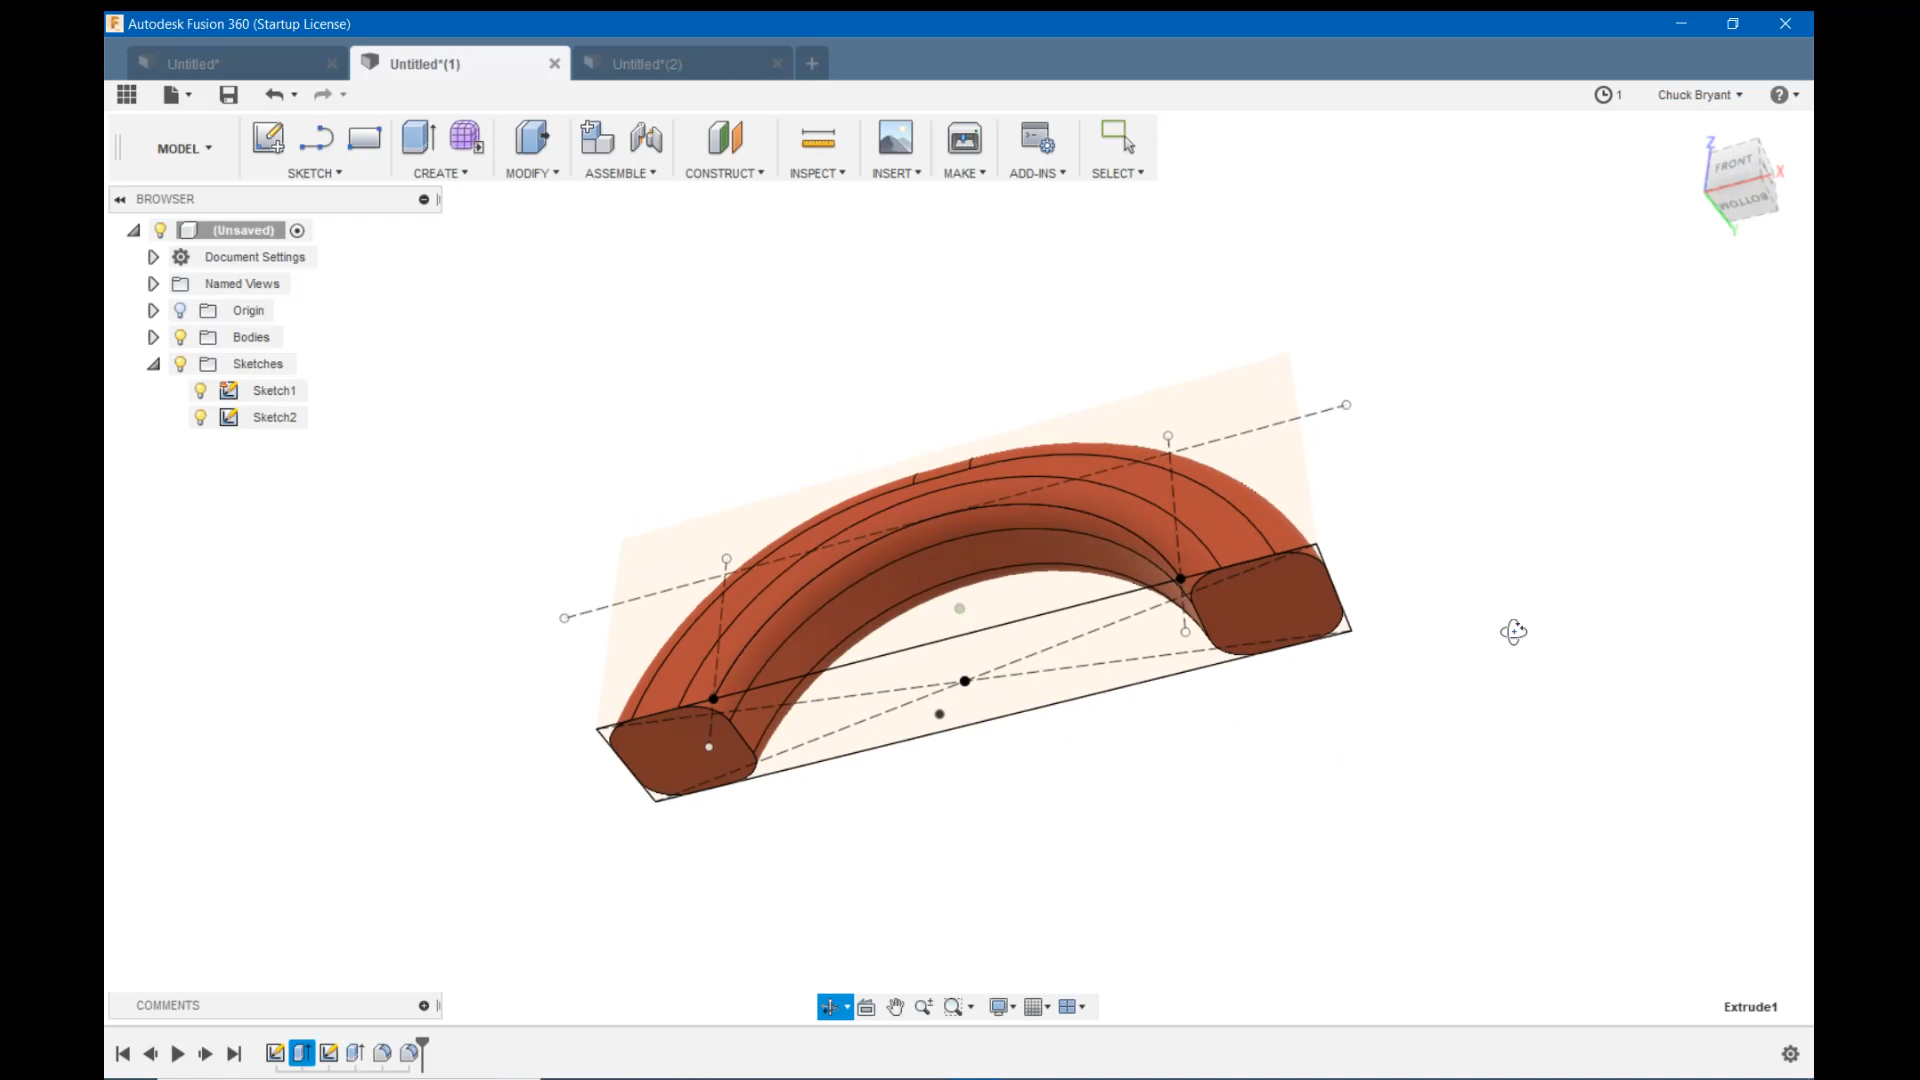 Autodesk Fusion 360 (Startup License)
Untitled*
Untitled*(1)
Untitled*(2)
1
Chuck Bryant
MODEL
SKETCH
CREATE
MODIFY
ASSEMBLE
CONSTRUCT
INSPECT
INSERT
MAKE
ADD-INS
SELECT
Z
FRONT
X
BOTTOM
Y
BROWSER
(Unsaved)
Document Settings
Named Views
Origin
Bodies
Sketches
Sketch1
Sketch2
COMMENTS
Extrude1